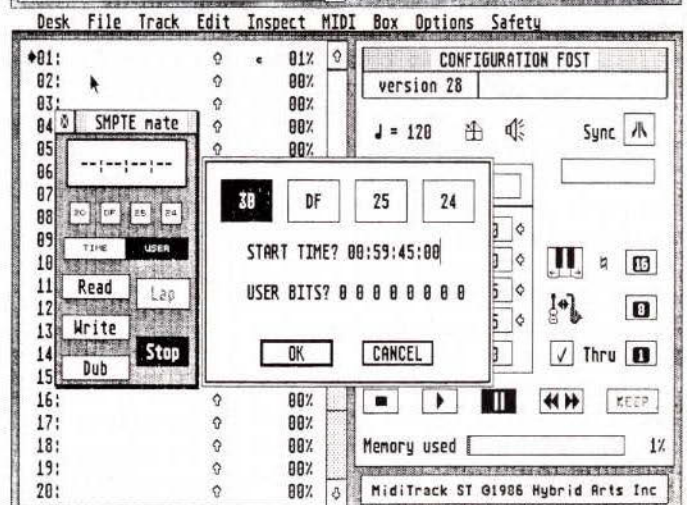 Desk File Track Edit Inspect MIDI Box Options Safety
01: c 01%
02: 00%
03: 00%
04 00%
05 00%
06
07
08
09
10
11
12
13
14
15
16: 00%
17: 00%
18: 00%
19: 00%
20: 00%
SMPTE mate
--:--:--:--
30 DF 25 24
TIME USER
Read Lap
Write
Stop
Dub
30 DF 25 24
START TIME? 00:59:45:00
USER BITS? 0 0 0 0 0 0 0 0
OK CANCEL
CONFIGURATION FOST
version 28
♩ = 120 Sync
16
0
✓ Thru 1
KEEP
Memory used 1%
MidiTrack ST ©1986 Hybrid Arts Inc